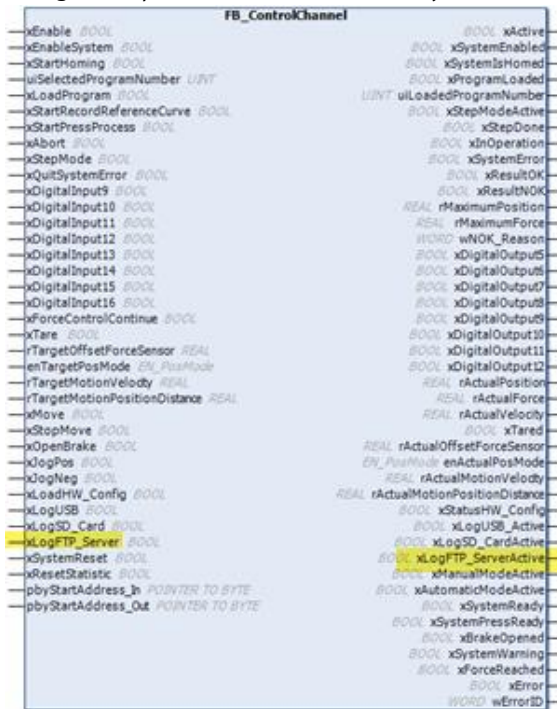 FB_ControlChannel
xEnable BOOL
xEnableSystem BOOL
xStartHoming BOOL
uiSelectedProgramNumber UINT
xLoadProgram BOOL
xStartRecordReferenceCurve BOOL
xStartPressProcess BOOL
xAbort BOOL
xStepMode BOOL
xQuitSystemError BOOL
xDigitalInput9 BOOL
xDigitalInput10 BOOL
xDigitalInput11 BOOL
xDigitalInput12 BOOL
xDigitalInput13 BOOL
xDigitalInput14 BOOL
xDigitalInput15 BOOL
xDigitalInput16 BOOL
xForceControlContinue BOOL
xTare BOOL
rTargetOffsetForceSensor REAL
enTargetPosMode EN_PosMode
rTargetMotionVelocity REAL
rTargetMotionPositionDistance REAL
xMove BOOL
xStopMove BOOL
xOpenBrake BOOL
xJogPos BOOL
xJogNeg BOOL
xLoadHW_Config BOOL
xLogUSB BOOL
xLogSD_Card BOOL
xLogFTP_Server BOOL
xSystemReset BOOL
xResetStatistic BOOL
pbyStartAddress_In POINTER TO BYTE
pbyStartAddress_Out POINTER TO BYTE
BOOL xActive
BOOL xSystemEnabled
BOOL xSystemIsHomed
BOOL xProgramLoaded
UINT uiLoadedProgramNumber
BOOL xStepModeActive
BOOL xStepDone
BOOL xInOperation
BOOL xSystemError
BOOL xResultOK
BOOL xResultNOK
REAL rMaximumPosition
REAL rMaximumForce
WORD wNOK_Reason
BOOL xDigitalOutput5
BOOL xDigitalOutput6
BOOL xDigitalOutput7
BOOL xDigitalOutput8
BOOL xDigitalOutput9
BOOL xDigitalOutput10
BOOL xDigitalOutput11
BOOL xDigitalOutput12
REAL rActualPosition
REAL rActualForce
REAL rActualVelocity
BOOL xTared
REAL rActualOffsetForceSensor
EN_PosMode enActualPosMode
REAL rActualMotionVelocity
REAL rActualMotionPositionDistance
BOOL xStatusHW_Config
BOOL xLogUSB_Active
BOOL xLogSD_CardActive
BOOL xLogFTP_ServerActive
BOOL xManualModeActive
BOOL xAutomaticModeActive
BOOL xSystemReady
BOOL xSystemPressReady
BOOL xBrakeOpened
BOOL xSystemWarning
BOOL xForceReached
BOOL xError
WORD wErrorID